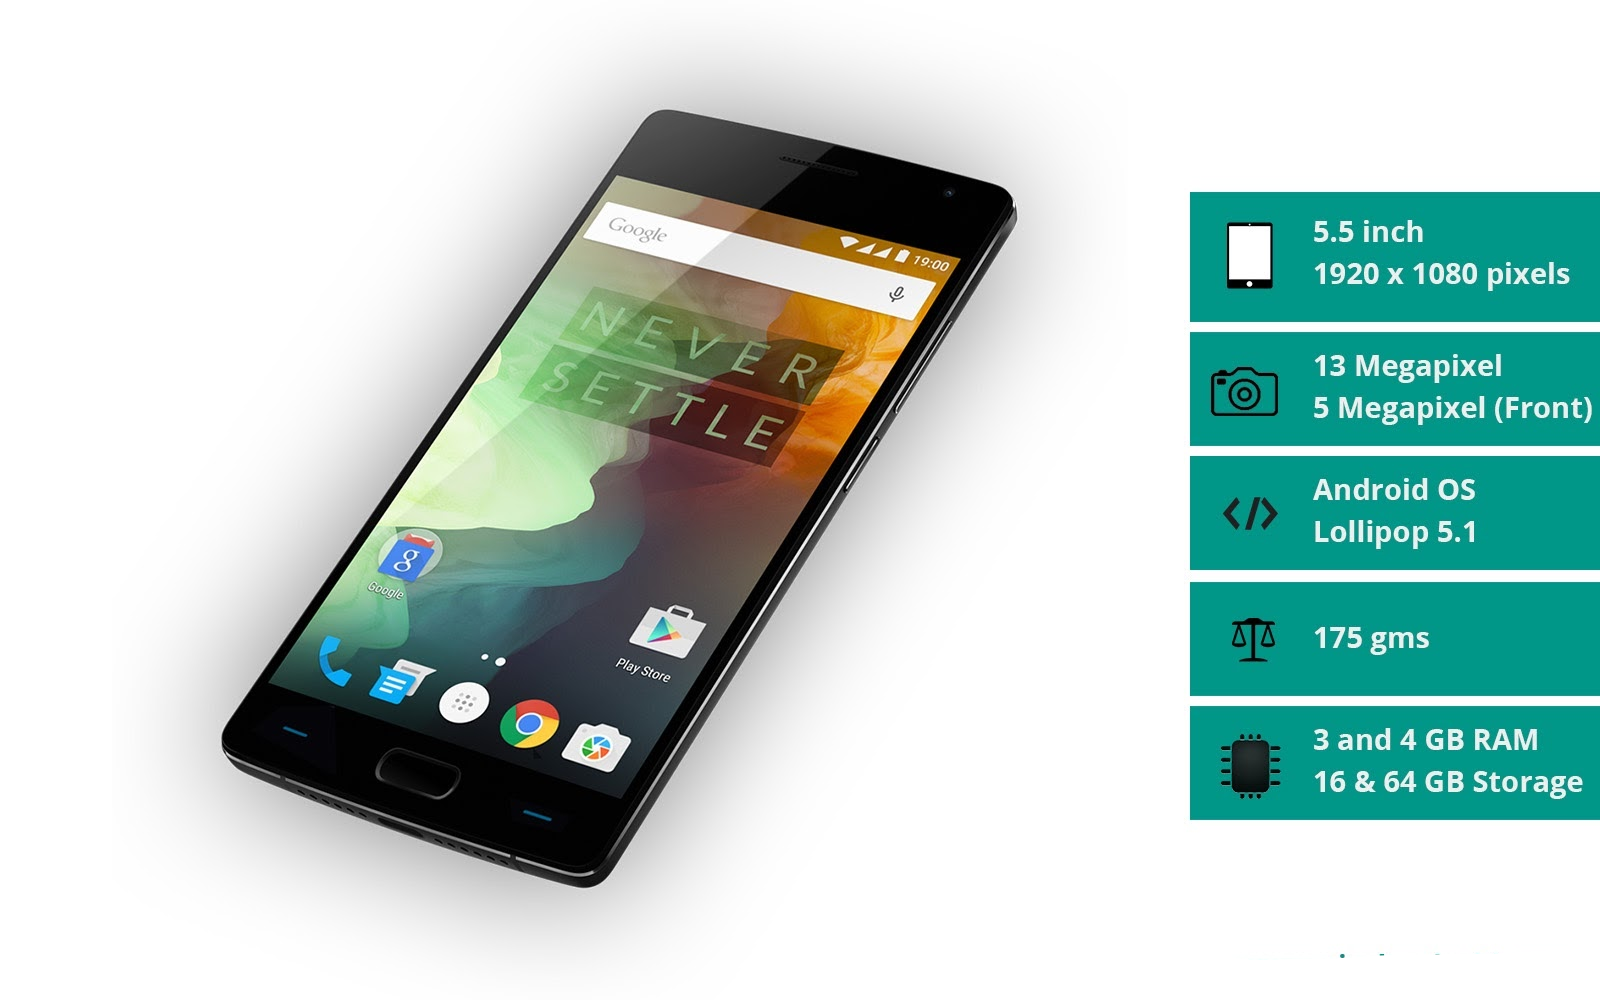 Google
19:00
NEVER
SETTLE
Google
Play Store
5.5 inch
1920 x 1080 pixels
13 Megapixel
5 Megapixel (Front)
Android OS
Lollipop 5.1
175 gms
3 and 4 GB RAM
16 & 64 GB Storage